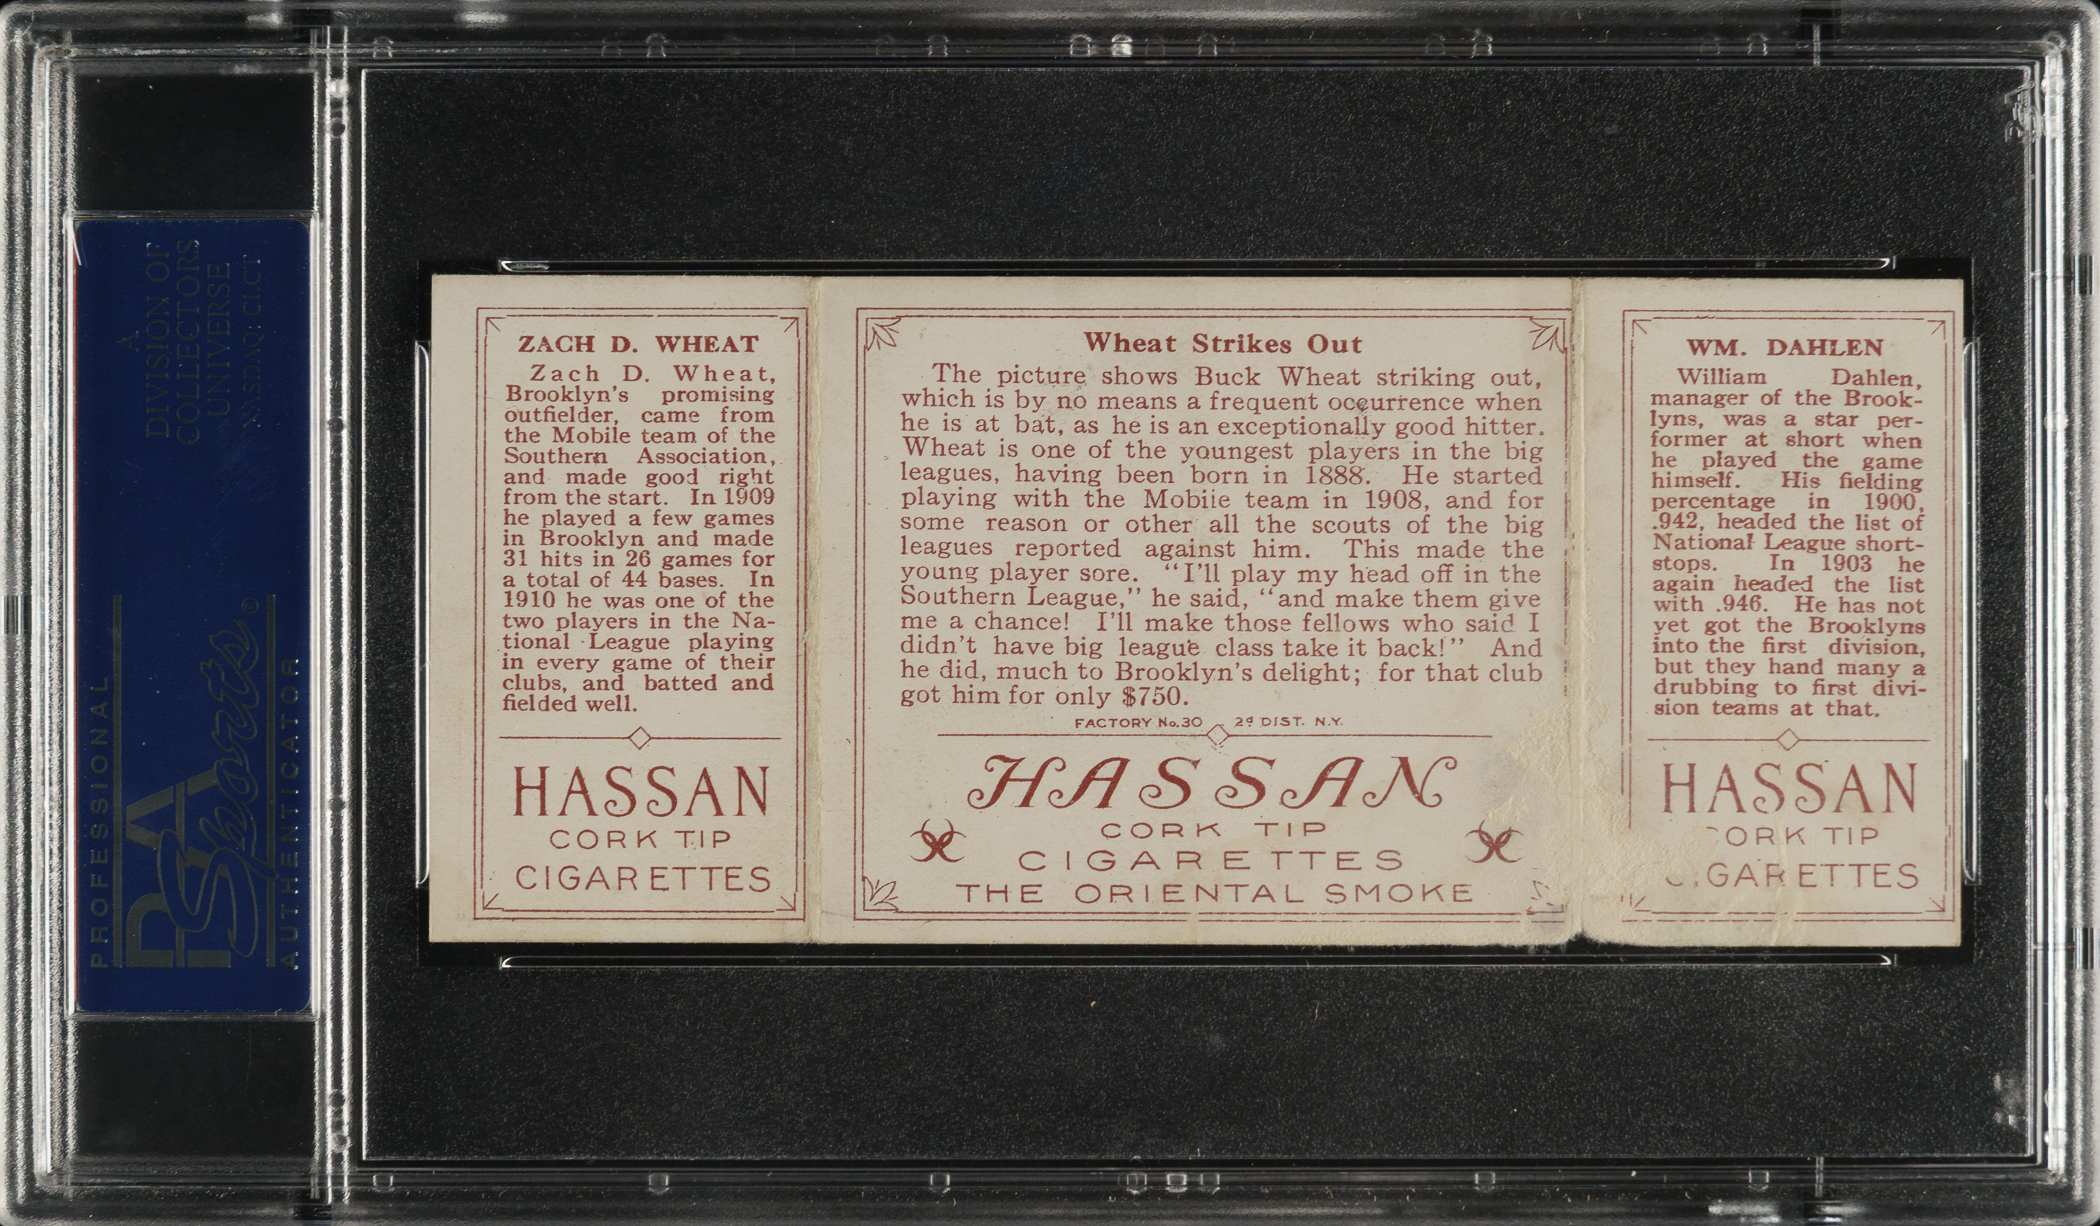 A
DIVISION OF
COLLECTORS
UNIVERSE
NASDAQ: CLCT
PROFESSIONAL
PSA
Sports
©
AUTHENTICATOR
ZACH D. WHEAT
Zach D. Wheat,
Brooklyn's promising
outfielder, came from
the Mobile team of the
Southern Association,
and made good right
from the start. In 1909
he played a few games
in Brooklyn and made
31 hits in 26 games for
a total of 44 bases. In
1910 he was one of the
two players in the Na-
tional League playing
in every game of their
clubs, and batted and
fielded well.
HASSAN
CORK TIP
CIGARETTES
Wheat Strikes Out
The picture shows Buck Wheat striking out,
which is by no means a frequent occurrence when
he is at bat, as he is an exceptionally good hitter.
Wheat is one of the youngest players in the big
leagues, having been born in 1888. He started
playing with the Mobile team in 1908, and for
some reason or other all the scouts of the big
leagues reported against him. This made the
young player sore. "I'll play my head off in the
Southern League," he said, "and make them give
me a chance! I'll make those fellows who said I
didn't have big league class take it back!" And
he did, much to Brooklyn's delight; for that club
got him for only $750.
FACTORY No. 30 2d DIST. N.Y.
HASSAN
CORK TIP
CIGARETTES
THE ORIENTAL SMOKE
WM. DAHLEN
William Dahlen,
manager of the Brook-
lyns, was a star per-
former at short when
he played the game
himself. His fielding
percentage in 1900,
.942, headed the list of
National League short-
stops. In 1903 he
again headed the list
with .946. He has not
yet got the Brooklyns
into the first division,
but they hand many a
drubbing to first divi-
sion teams at that.
HASSAN
CORK TIP
CIGARETTES